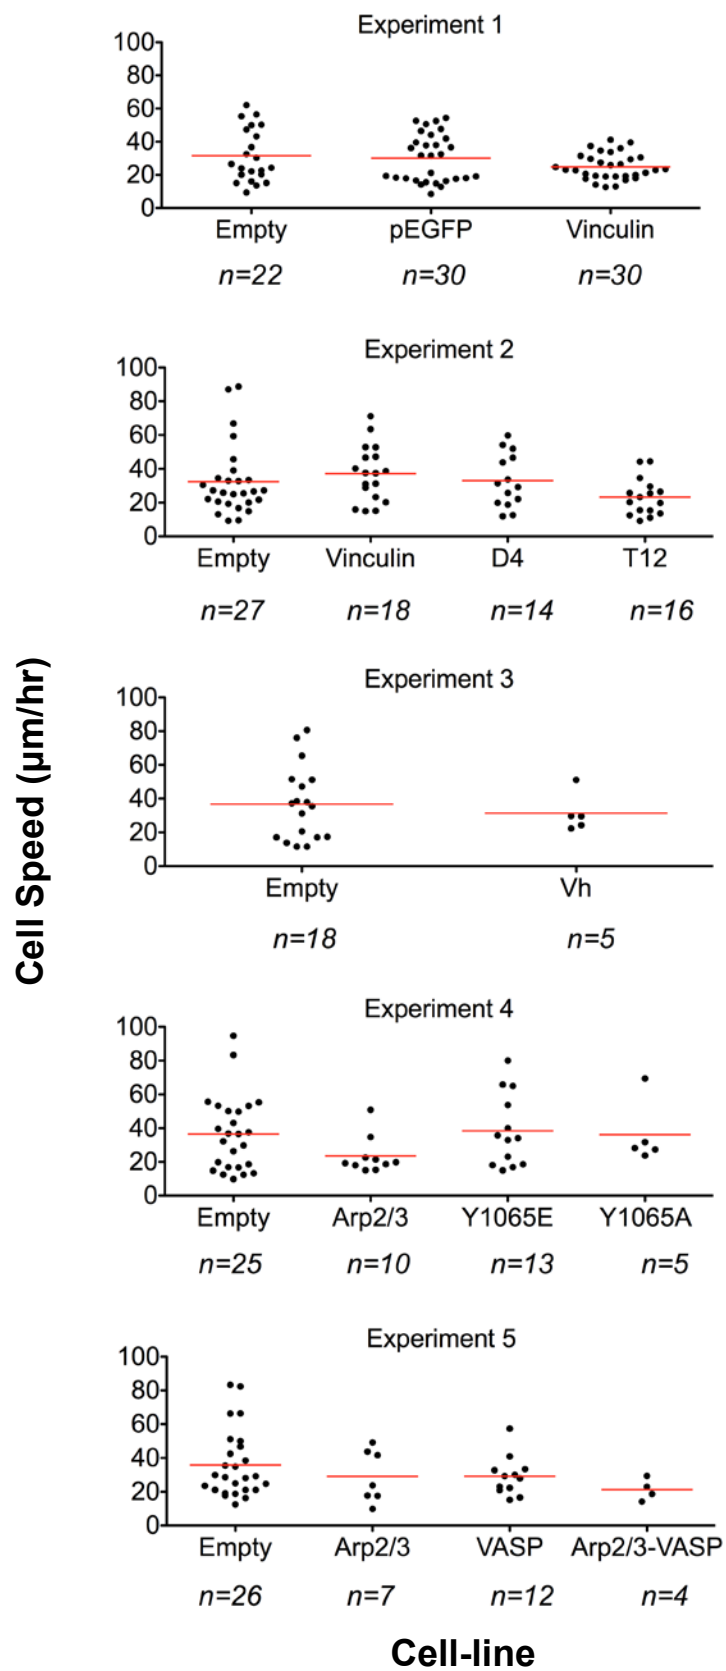 Experiment 1
100
80
60
40
20
0
Empty pEGFP Vinculin
n=22 n=30 n=30
Experiment 2
100
80
60
40
20
0
Empty Vinculin D4 T12
n=27 n=18 n=14 n=16
Cell Speed (µm/hr)
Experiment 3
100
80
60
40
20
0
Empty Vh
n=18 n=5
Experiment 4
100
80
60
40
20
0
Empty Arp2/3 Y1065E Y1065A
n=25 n=10 n=13 n=5
Experiment 5
100
80
60
40
20
0
Empty Arp2/3 VASP Arp2/3-VASP
n=26 n=7 n=12 n=4
Cell-line